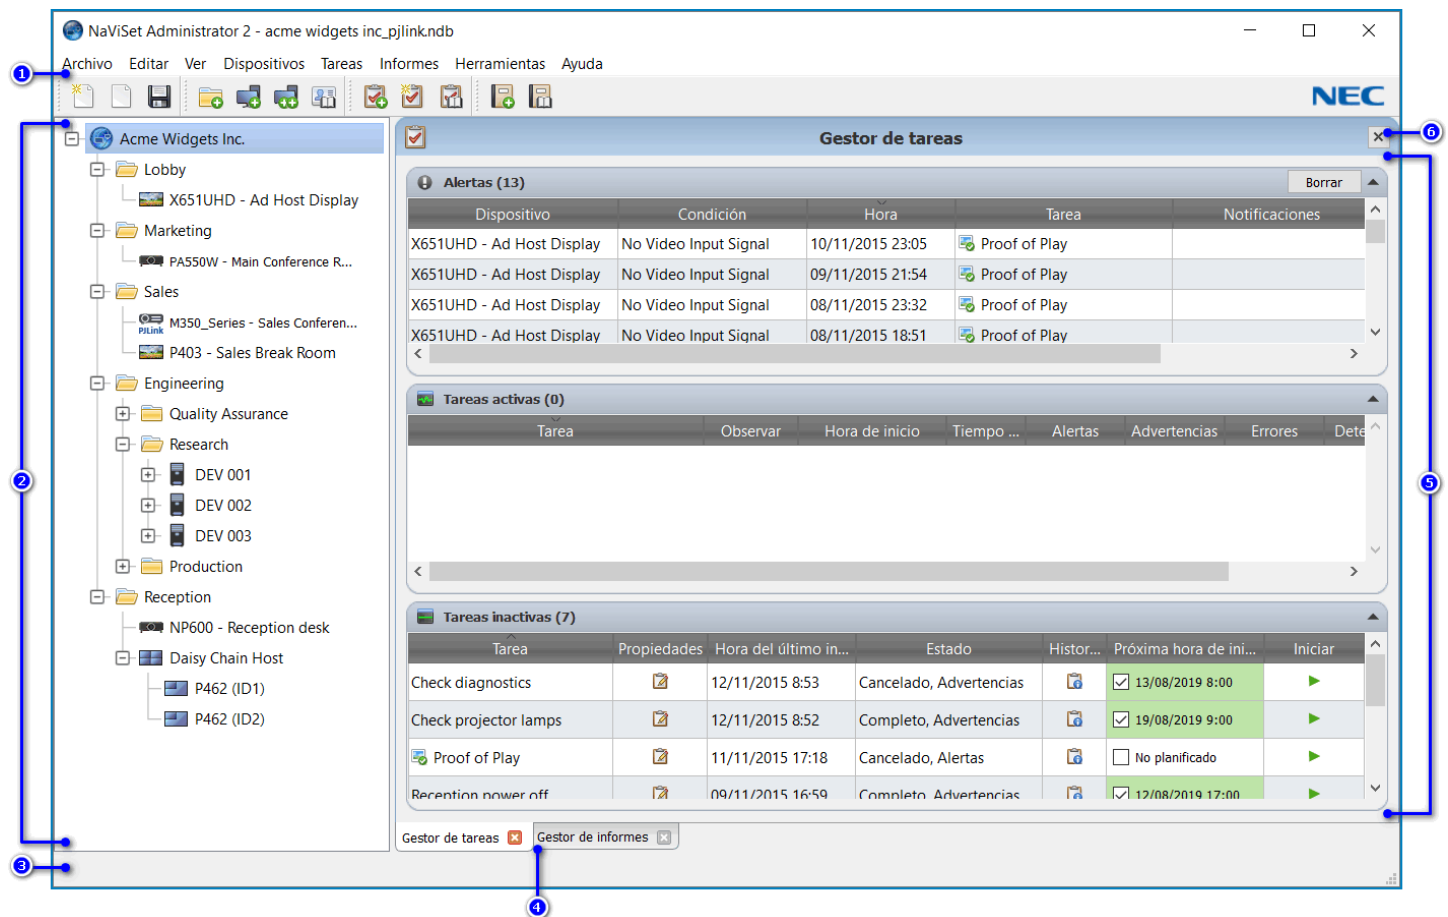 NaViSet Administrator 2 - acme widgets inc_pjlink.ndb
Archivo Editar Ver Dispositivos Tareas Informes Herramientas Ayuda
1
NEC
2
Acme Widgets Inc.
Lobby
X651UHD - Ad Host Display
Marketing
PA550W - Main Conference R...
Sales
PJLink M350_Series - Sales Conferen...
P403 - Sales Break Room
Engineering
Quality Assurance
Research
DEV 001
DEV 002
DEV 003
Production
Reception
NP600 - Reception desk
Daisy Chain Host
P462 (ID1)
P462 (ID2)
Gestor de tareas
6
5
Alertas (13) Borrar
Dispositivo Condición Hora Tarea Notificaciones
X651UHD - Ad Host Display No Video Input Signal 10/11/2015 23:05 Proof of Play
X651UHD - Ad Host Display No Video Input Signal 09/11/2015 21:54 Proof of Play
X651UHD - Ad Host Display No Video Input Signal 08/11/2015 23:32 Proof of Play
X651UHD - Ad Host Display No Video Input Signal 08/11/2015 18:51 Proof of Play
Tareas activas (0)
Tarea Observar Hora de inicio Tiempo ... Alertas Advertencias Errores Dete
Tareas inactivas (7)
Tarea Propiedades Hora del último in... Estado Histor... Próxima hora de ini... Iniciar
Check diagnostics 12/11/2015 8:53 Cancelado, Advertencias 13/08/2019 8:00
Check projector lamps 12/11/2015 8:52 Completo, Advertencias 19/08/2019 9:00
Proof of Play 11/11/2015 17:18 Cancelado, Alertas No planificado
Reception power off 09/11/2015 16:59 Completo, Advertencias 12/08/2019 17:00
Gestor de tareas Gestor de informes
3
4